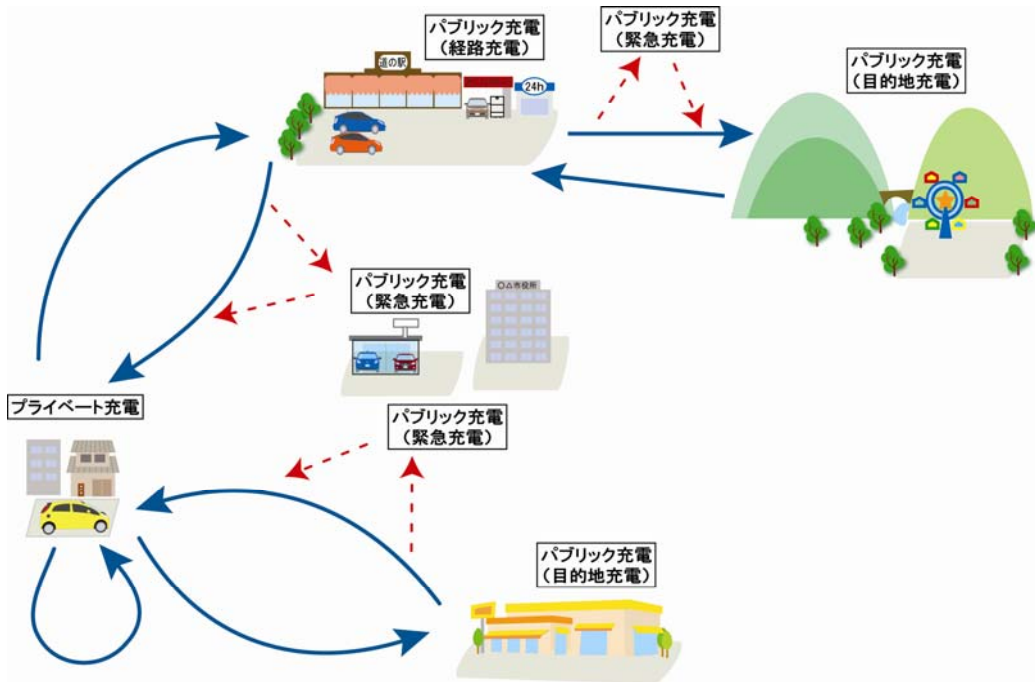 パブリック充電
(経路充電)
パブリック充電
(緊急充電)
パブリック充電
(目的地充電)
道の駅
24h
パブリック充電
(緊急充電)
〇△市役所
プライベート充電
パブリック充電
(緊急充電)
パブリック充電
(目的地充電)